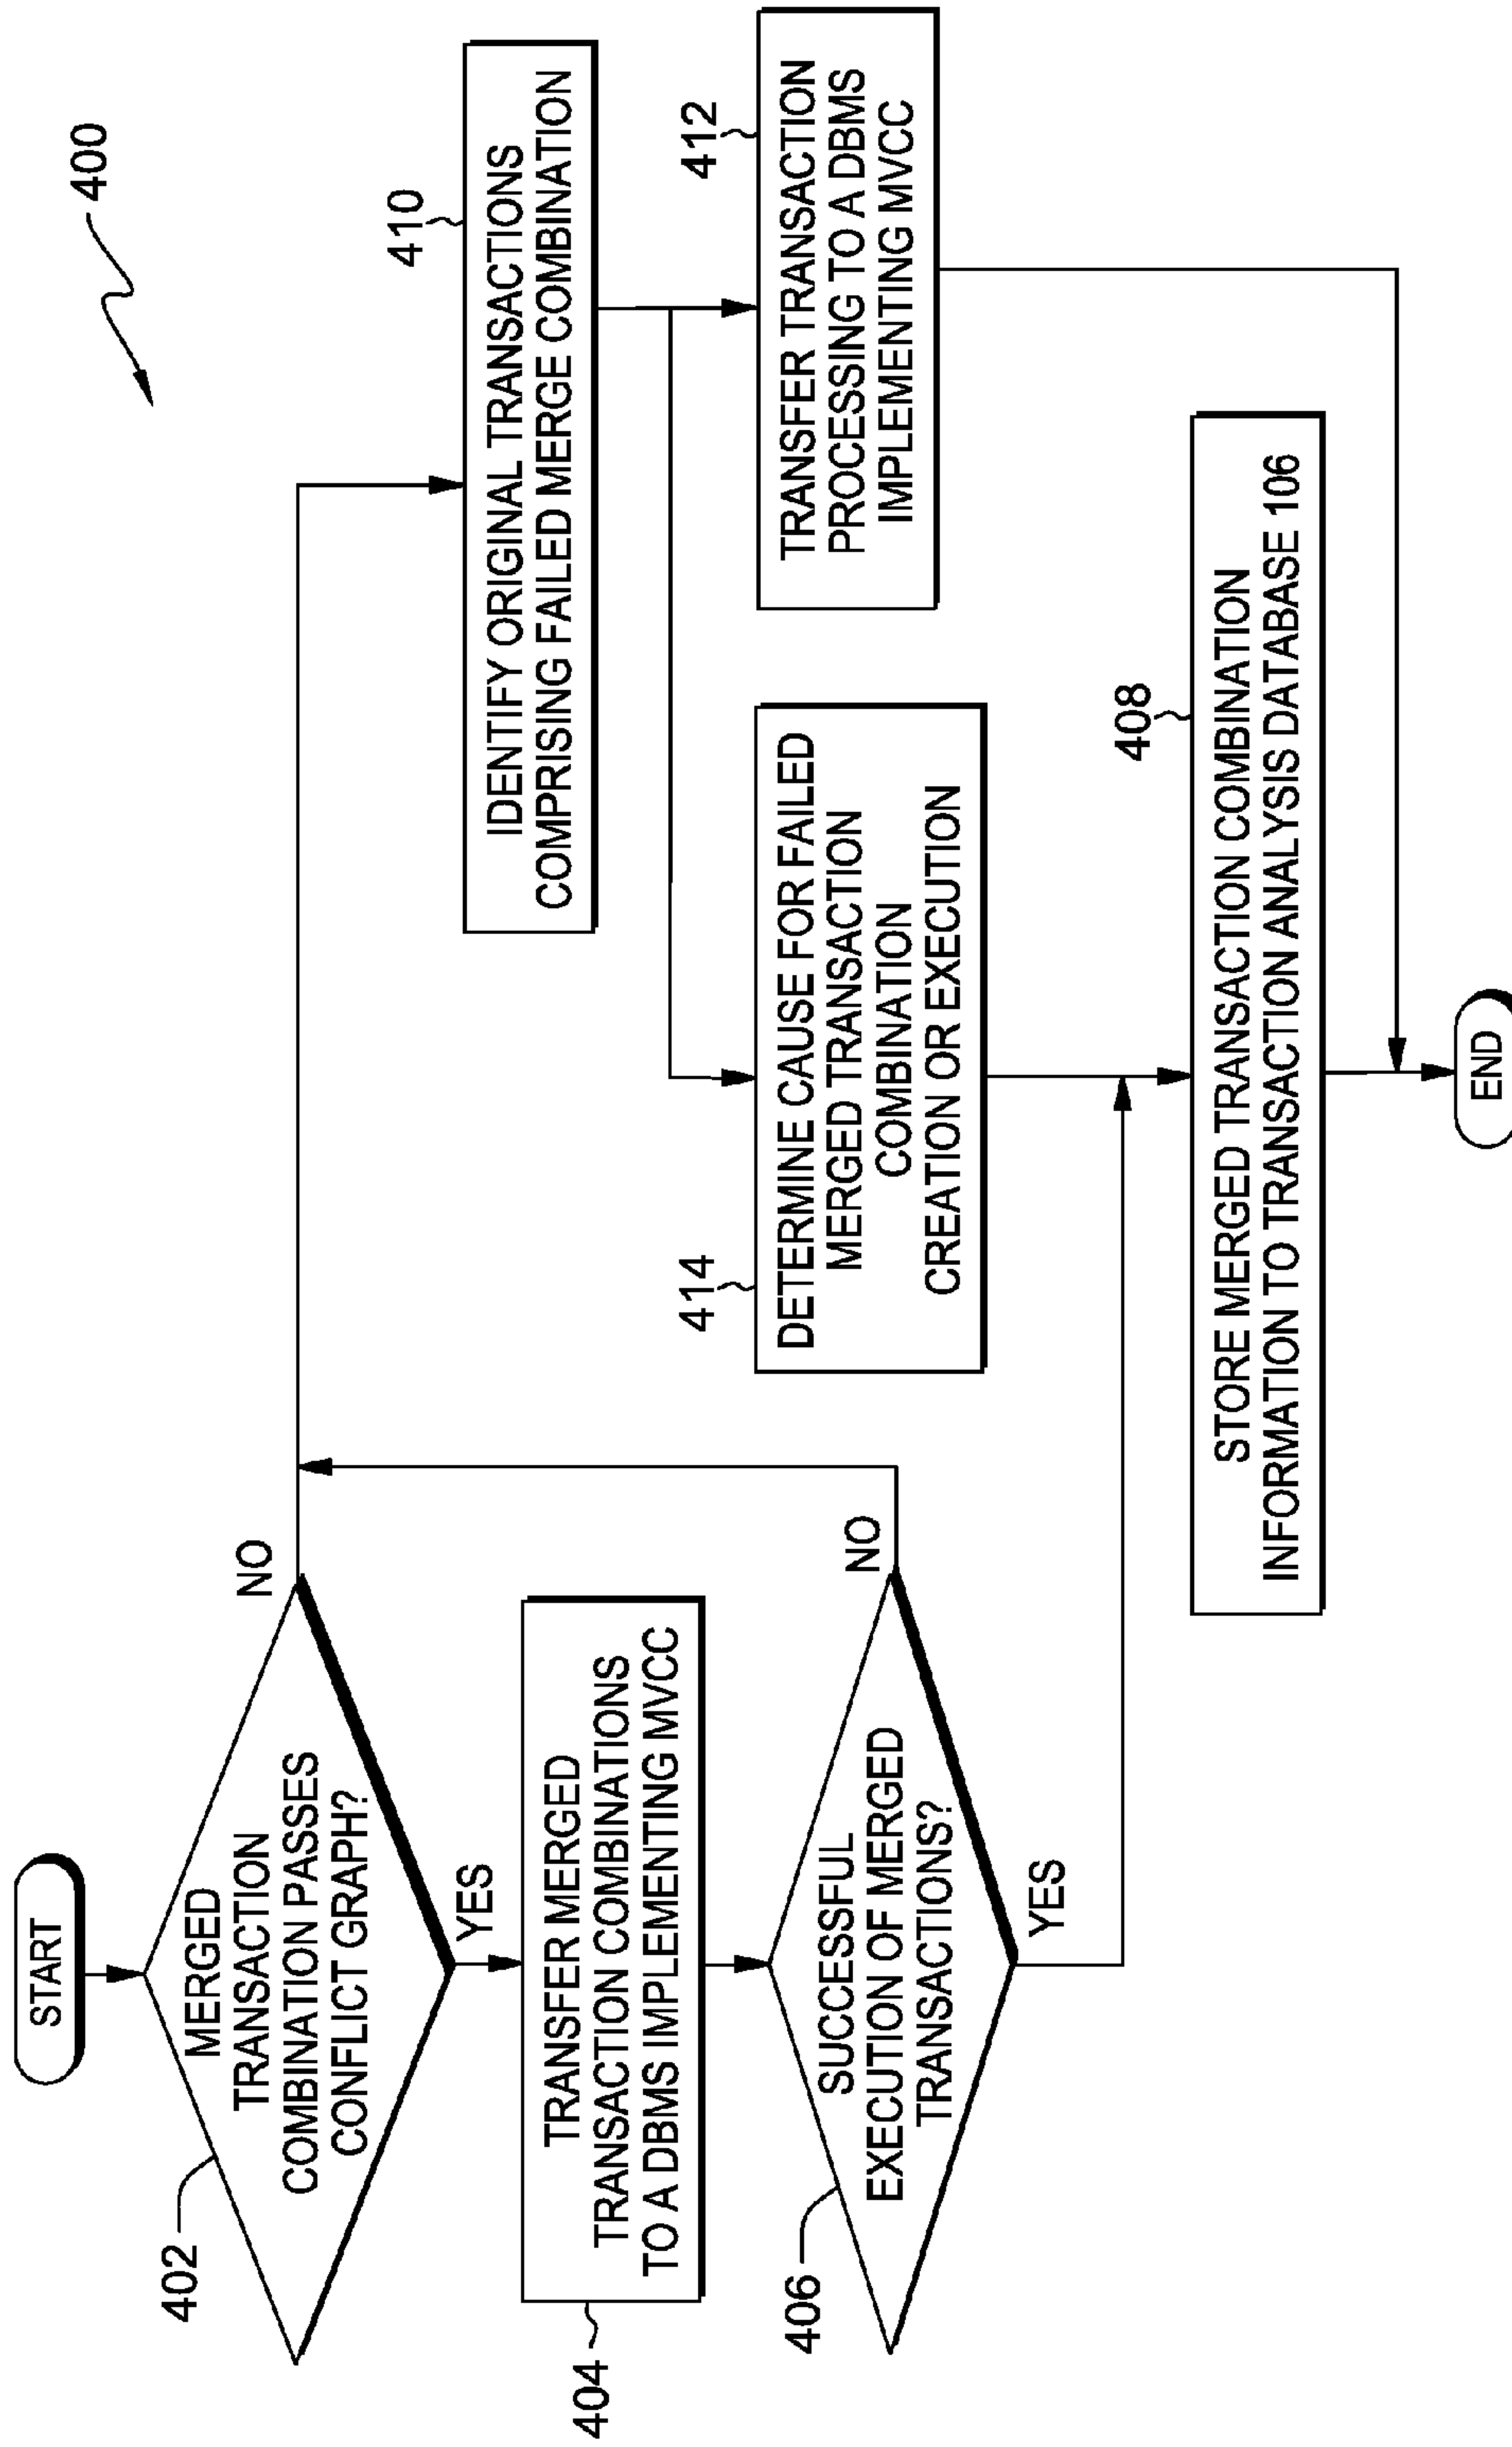 400
START
402
MERGED
TRANSACTION
COMBINATION PASSES
CONFLICT GRAPH?
NO
YES
404
TRANSFER MERGED
TRANSACTION COMBINATIONS
TO A DBMS IMPLEMENTING MVCC
406
SUCCESSFUL
EXECUTION OF MERGED
TRANSACTIONS?
NO
YES
410
IDENTIFY ORIGINAL TRANSACTIONS
COMPRISING FAILED MERGE COMBINATION
414
DETERMINE CAUSE FOR FAILED
MERGED TRANSACTION
COMBINATION
CREATION OR EXECUTION
412
TRANSFER TRANSACTION
PROCESSING TO A DBMS
IMPLEMENTING MVCC
408
STORE MERGED TRANSACTION COMBINATION
INFORMATION TO TRANSACTION ANALYSIS DATABASE 106
END